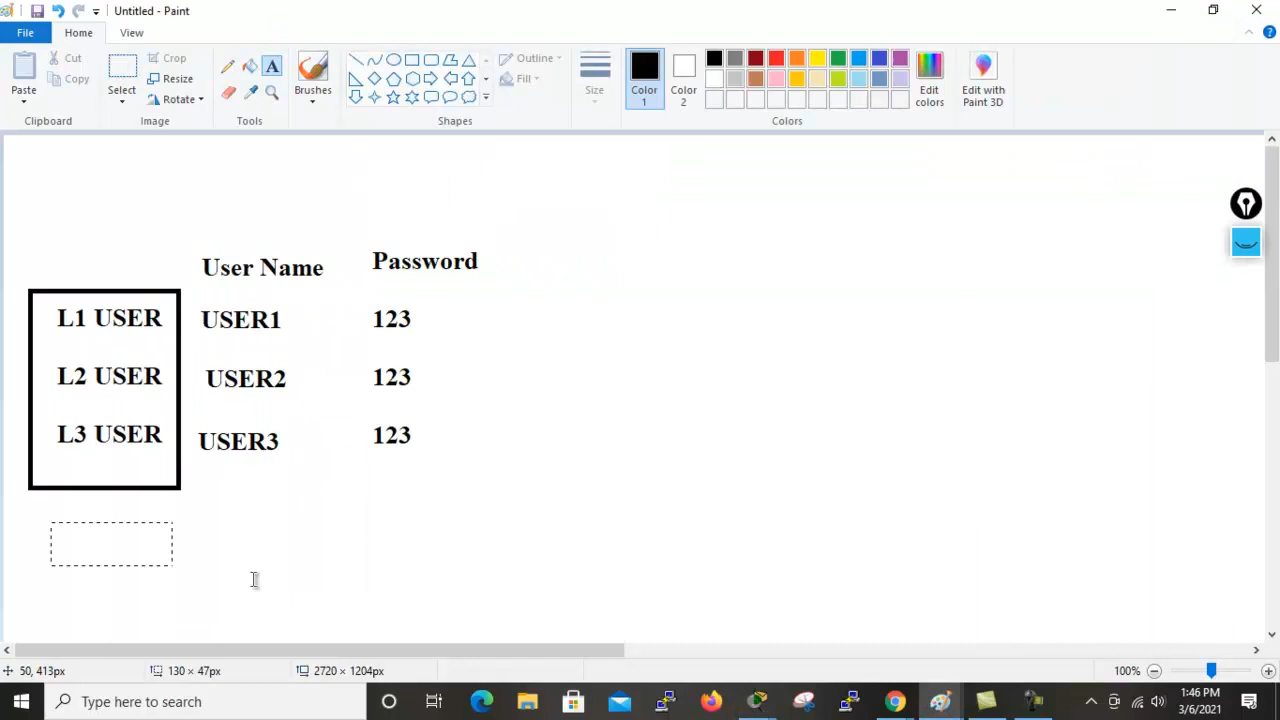 Untitled - Paint
File Home View
Paste
Cut
Copy
Clipboard
Select
Crop
Resize
Rotate
Image
Tools
Brushes
Shapes
Outline
Fill
Size
Color 1
Color 2
Colors
Edit colors
Edit with Paint 3D
User Name Password
L1 USER USER1 123
L2 USER USER2 123
L3 USER USER3 123
50, 413px 130 × 47px 2720 × 1204px 100%
Type here to search
1:46 PM
3/6/2021